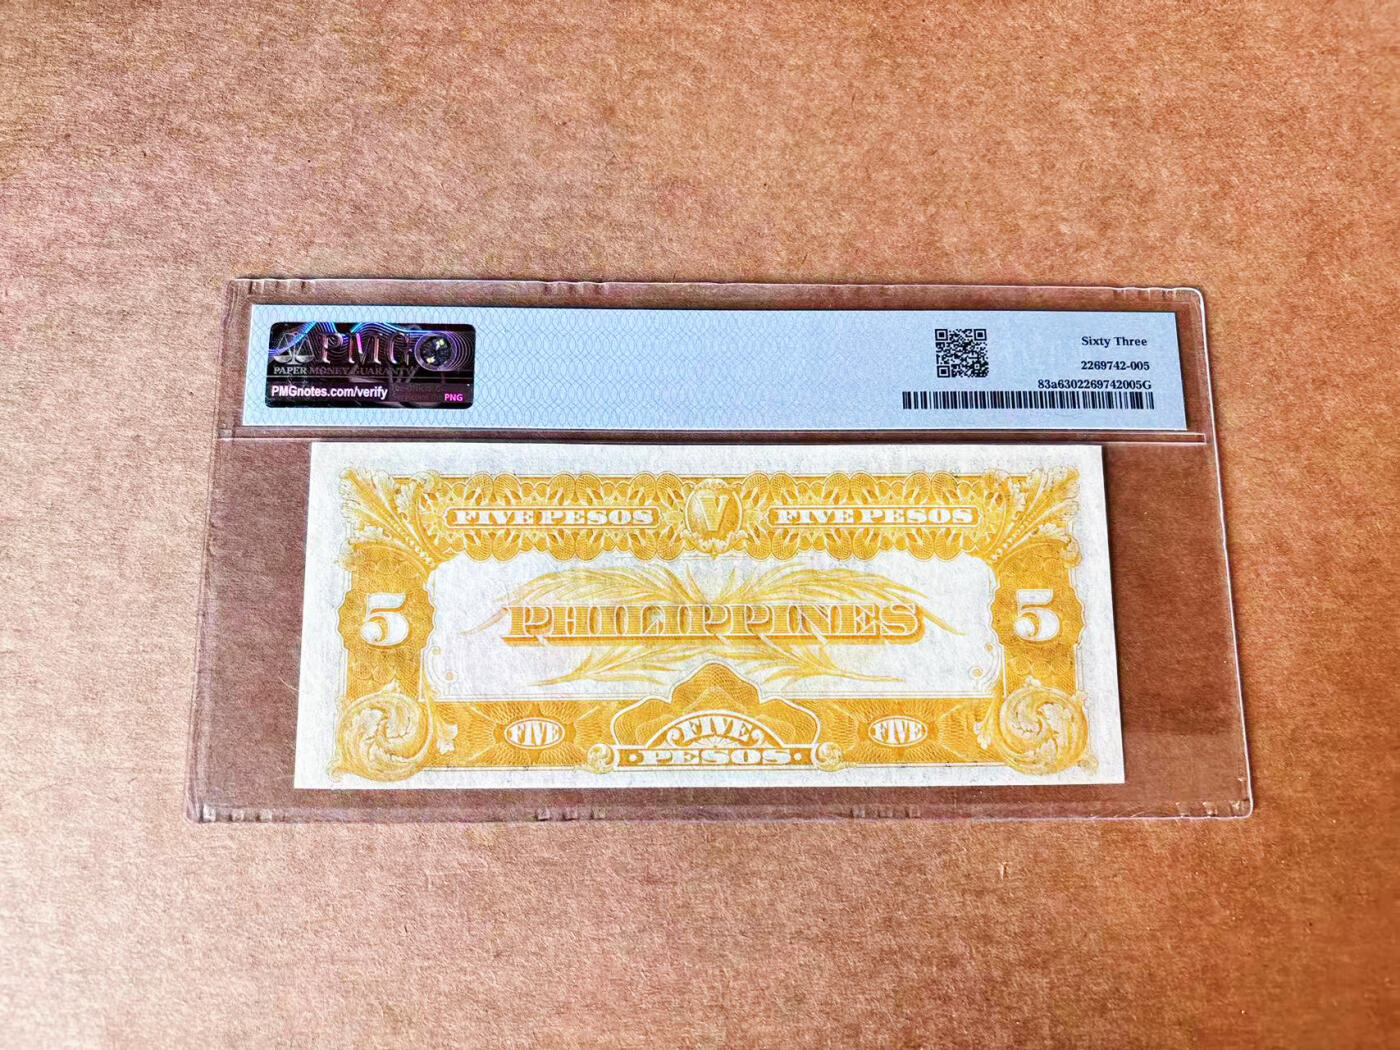 PMG
PAPER MONEY GUARANTY
PMGnotes.com/verify
PNG
Sixty Three
2269742-005
83a6302269742005G
FIVE PESOS V FIVE PESOS
5 PHILIPPINES 5
FIVE FIVE FIVE
PESOS